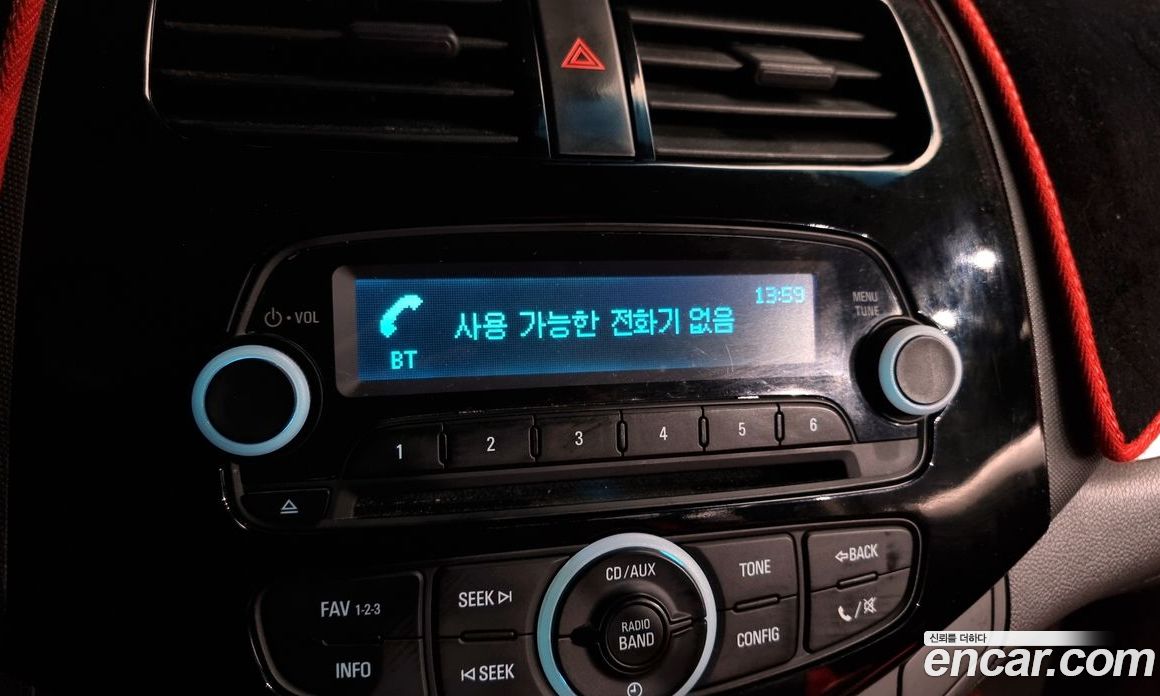 VOL
13:59
사용 가능한 전화기 없음
BT
MENU
TUNE
1 2 3 4 5 6
CD/AUX
TONE
BACK
FAV 1-2-3
SEEK
RADIO
BAND
CONFIG
INFO
SEEK
신뢰를 더하다
encar.com